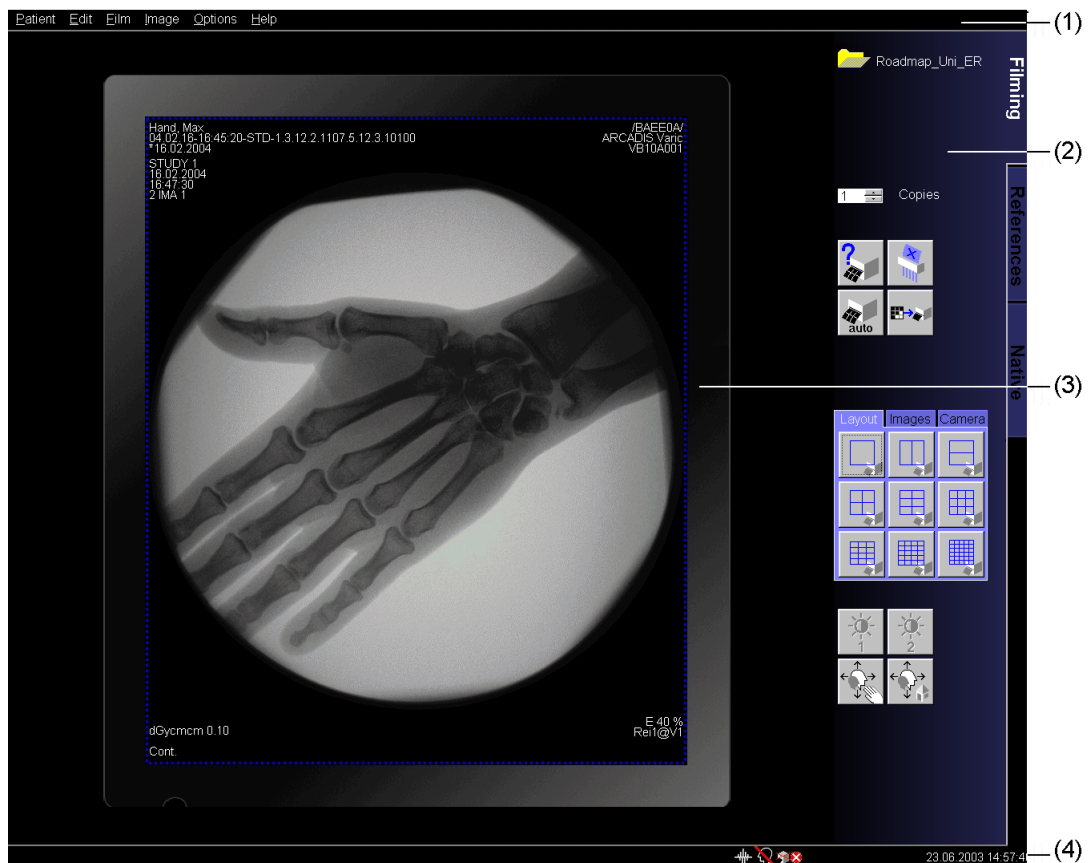 Patient Edit Film Image Options Help
(1)
Roadmap_Uni_ER
Filming
(2)
Hand, Max
04.02.16-16:45:20-STD-1.3.12.2.1107.5.12.3.10100
*16.02.2004
STUDY 1
16.02.2004
16:47:30
2 IMA 1
/BAEE0A/
ARCADIS Varic
VB10A001
1 Copies
References
?
auto
Native
(3)
Layout Images Camera
1 2
dGycmcm 0.10
Cont.
E 40 %
Rei1@V1
23.06.2003 14:57:4
(4)